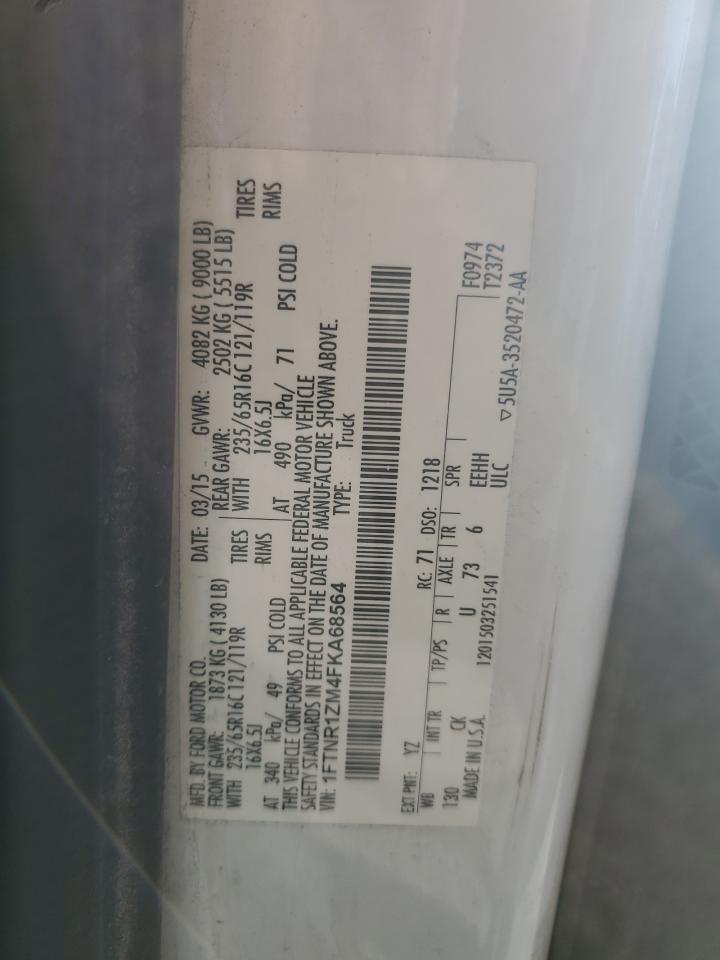 MFD. BY FORD MOTOR CO.
DATE: 03/15 GVWR: 4082 KG ( 9000 LB)
FRONT GAWR: 1873 KG ( 4130 LB)
REAR GAWR: 2502 KG ( 5515 LB)
WITH 235/65R16C 121/119R TIRES
WITH 235/65R16C 121/119R TIRES
16X6.5J RIMS
16X6.5J RIMS
AT 340 kPa/ 49 PSI COLD
AT 490 kPa/ 71 PSI COLD
THIS VEHICLE CONFORMS TO ALL APPLICABLE FEDERAL MOTOR VEHICLE
SAFETY STANDARDS IN EFFECT ON THE DATE OF MANUFACTURE SHOWN ABOVE.
VIN: 1FTNR1ZM4FKA68564
TYPE: Truck
EXT PNT: YZ RC: 71 DSO: 1218
WB INT TR TP/PS R AXLE TR SPR F0974
130 CK U 73 6 EEHH T2372
MADE IN U.S.A. 1201503251541 ULC
▽5U5A-3520472-AA